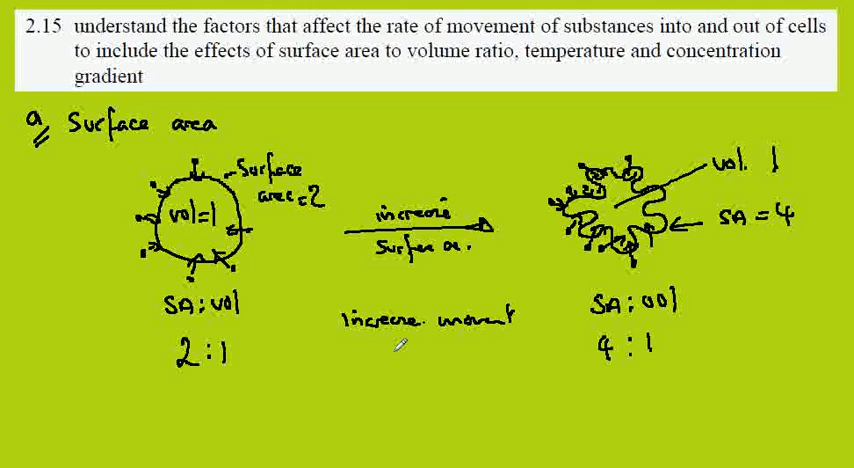 2.15 understand the factors that affect the rate of movement of substances into and out of cells
to include the effects of surface area to volume ratio, temperature and concentration
gradient
a, Surface area
Surface
area=2
vol=1
increase
Surface a.
vol. 1
SA = 4
SA : vol
2:1
increase movent
SA : vol
4 : 1